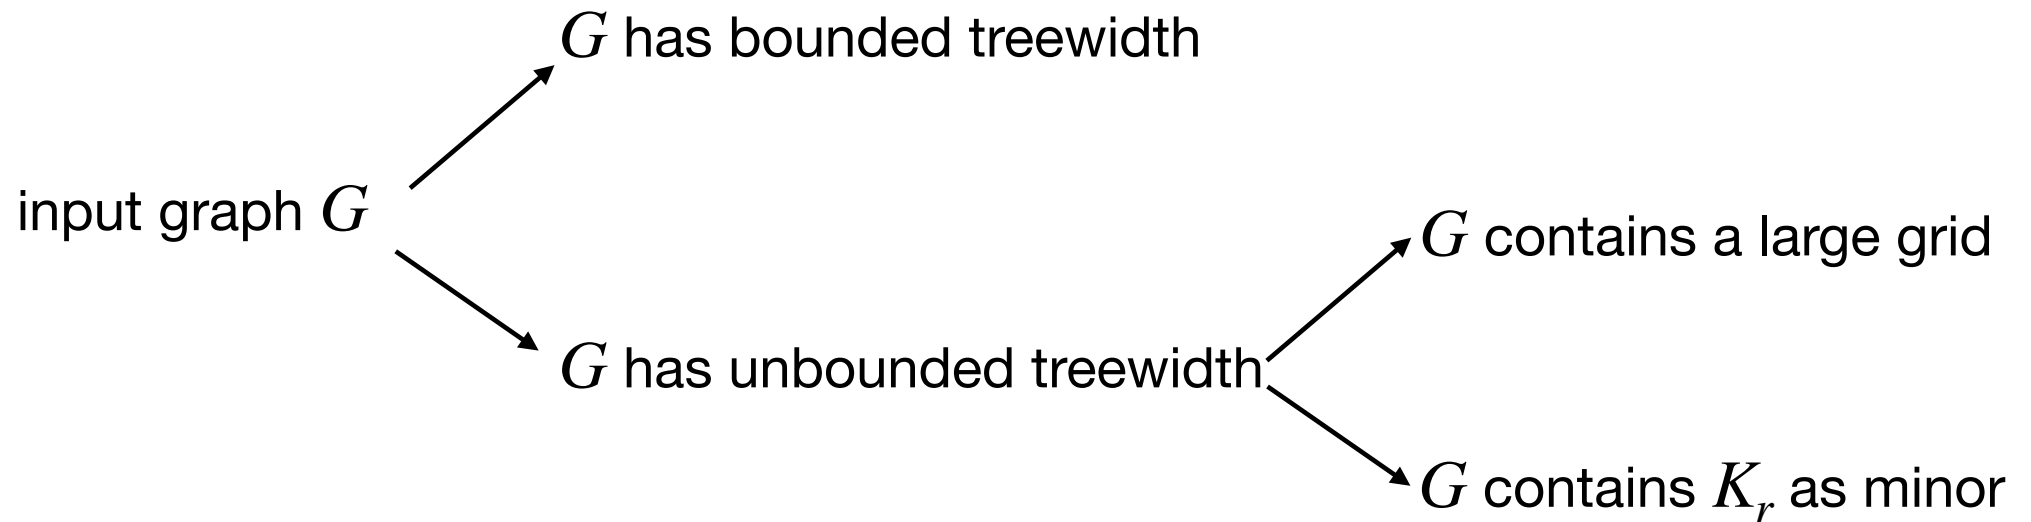 G has bounded treewidth
input graph G
G contains a large grid
G has unbounded treewidth
G contains K_r as minor